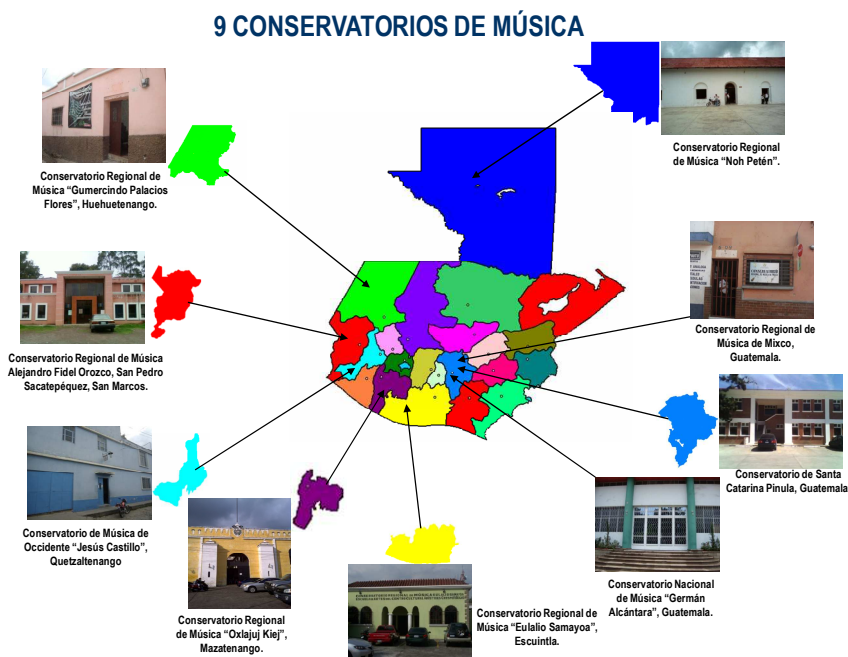 9 CONSERVATORIOS DE MÚSICA
Conservatorio Regional de
Música “Gumercindo Palacios
Flores”, Huehuetenango.
Conservatorio Regional
de Música “Noh Petén”.
Conservatorio Regional de Música
Alejandro Fidel Orozco, San Pedro
Sacatepéquez, San Marcos.
Conservatorio Regional de
Música de Mixco,
Guatemala.
Conservatorio de Santa
Catarina Pinula, Guatemala
Conservatorio de Música de
Occidente “Jesús Castillo”,
Quetzaltenango
Conservatorio Regional
de Música “Oxlajuj Kiej”,
Mazatenango.
Conservatorio Regional de
Música “Eulalio Samayoa”,
Escuintla.
Conservatorio Nacional
de Música “Germán
Alcántara”, Guatemala.